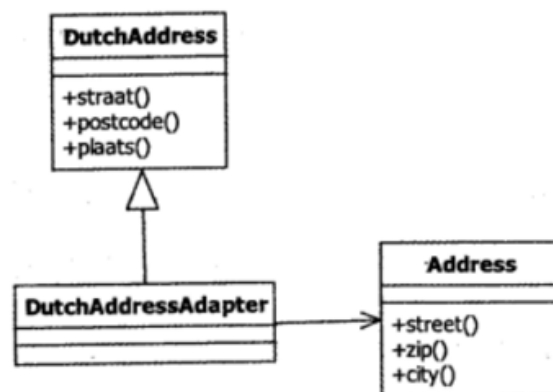 DutchAddress
+straat()
+postcode()
+plaats()
DutchAddressAdapter
Address
+street()
+zip()
+city()